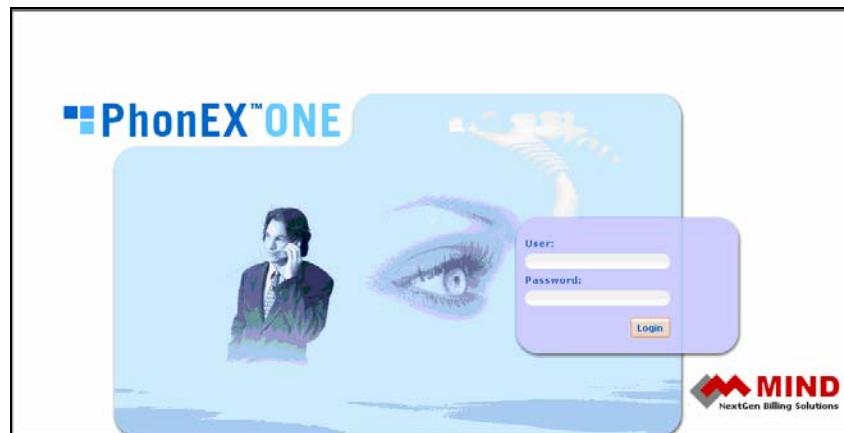 PhonEX™ONE
User:
Password:
Login
MIND
NextGen Billing Solutions